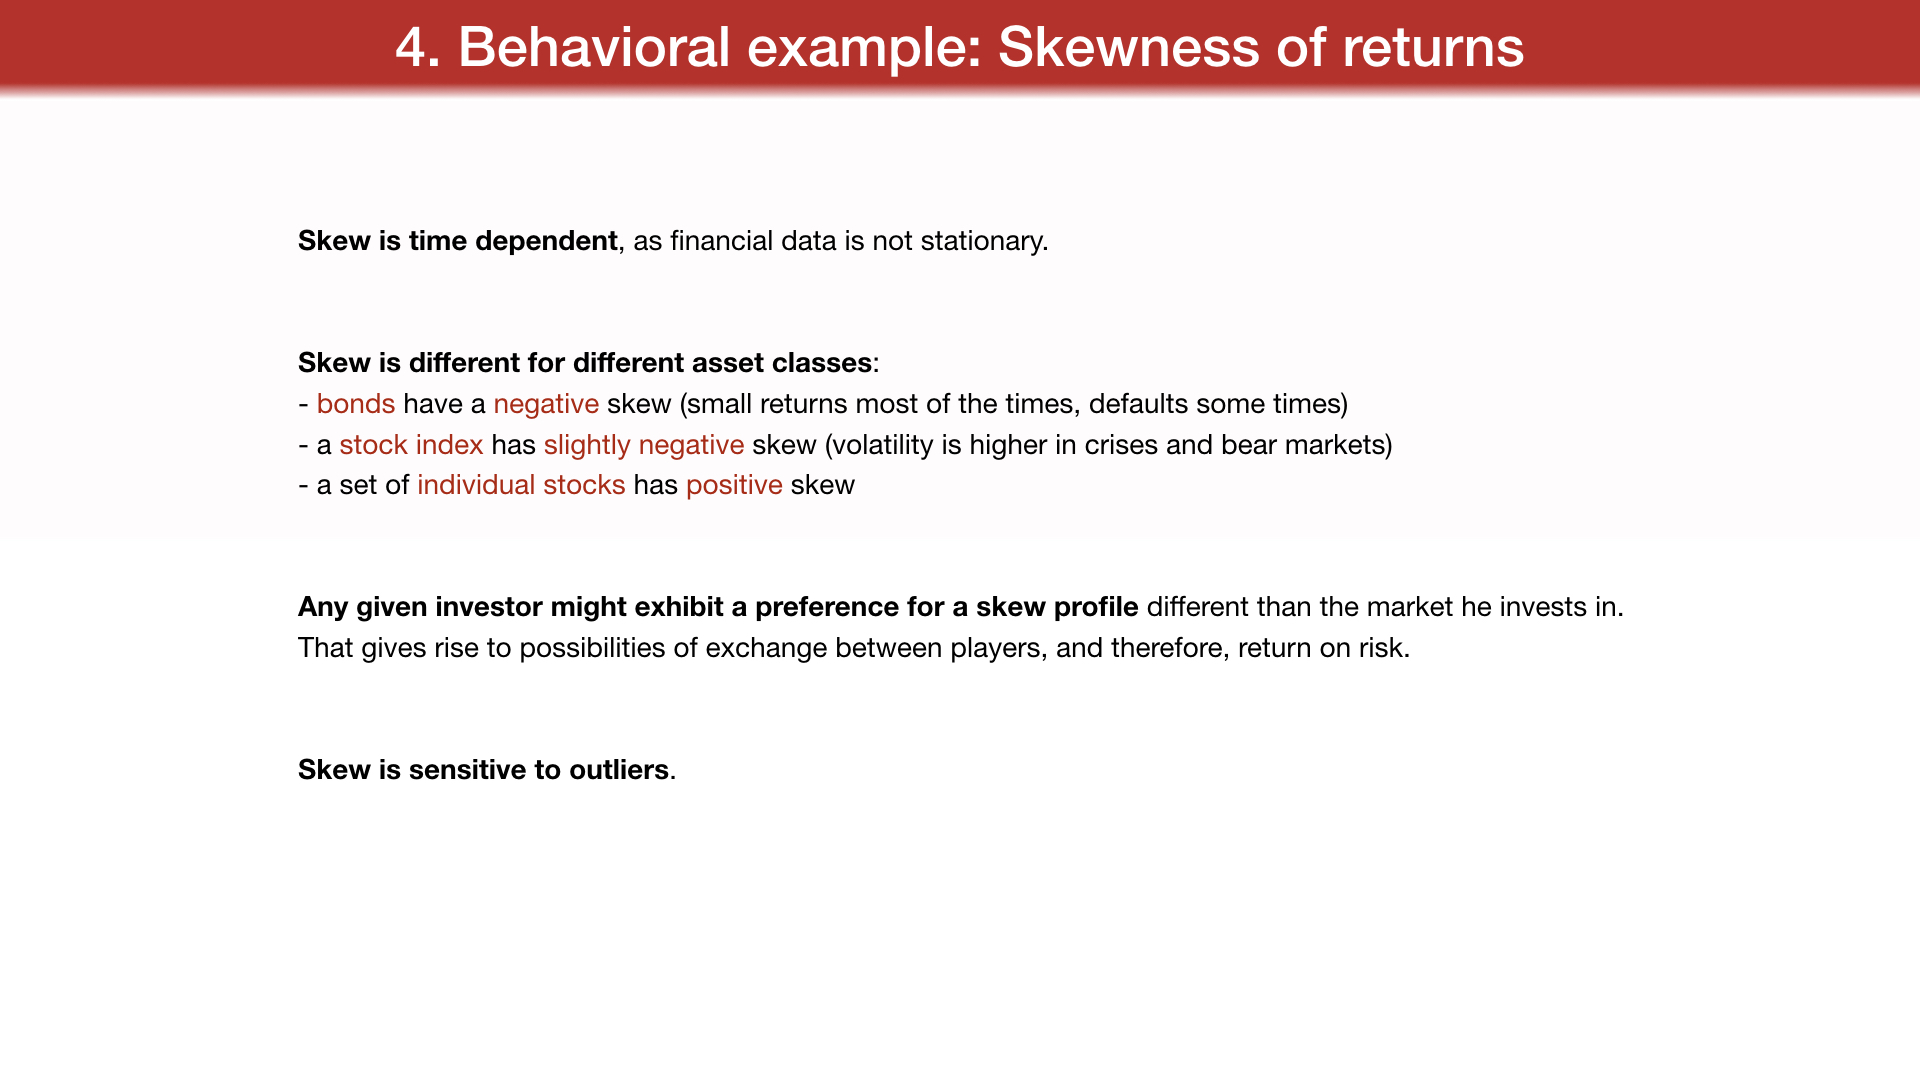 4. Behavioral example: Skewness of returns
Skew is time dependent, as financial data is not stationary.
Skew is different for different asset classes:
- bonds have a negative skew (small returns most of the times, defaults some times)
- a stock index has slightly negative skew (volatility is higher in crises and bear markets)
- a set of individual stocks has positive skew
Any given investor might exhibit a preference for a skew profile different than the market he invests in.
That gives rise to possibilities of exchange between players, and therefore, return on risk.
Skew is sensitive to outliers.